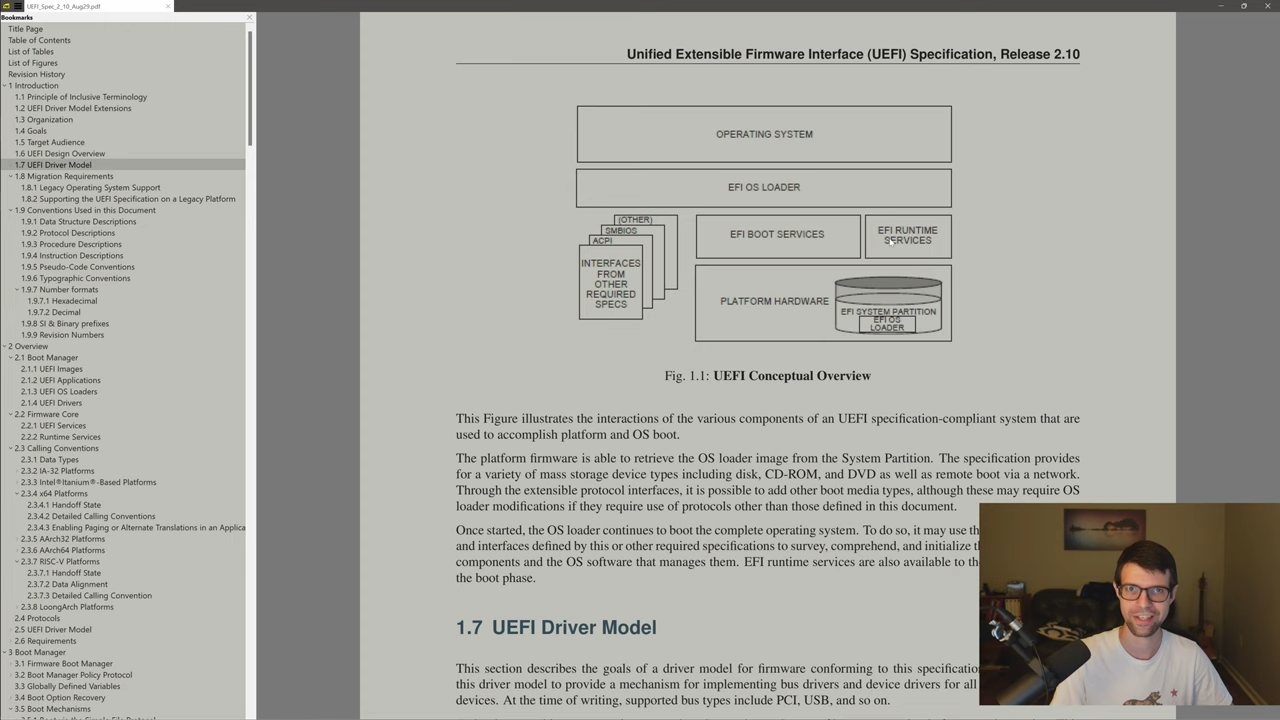 UEFI_Spec_2_10_Aug29.pdf
Bookmarks
Title Page
Table of Contents
List of Tables
List of Figures
Revision History
1 Introduction
1.1 Principle of Inclusive Terminology
1.2 UEFI Driver Model Extensions
1.3 Organization
1.4 Goals
1.5 Target Audience
1.6 UEFI Design Overview
1.7 UEFI Driver Model
1.8 Migration Requirements
1.8.1 Legacy Operating System Support
1.8.2 Supporting the UEFI Specification on a Legacy Platform
1.9 Conventions Used in this Document
1.9.1 Data Structure Descriptions
1.9.2 Protocol Descriptions
1.9.3 Procedure Descriptions
1.9.4 Instruction Descriptions
1.9.5 Pseudo-Code Conventions
1.9.6 Typographic Conventions
1.9.7 Number formats
1.9.7.1 Hexadecimal
1.9.7.2 Decimal
1.9.8 SI & Binary prefixes
1.9.9 Revision Numbers
2 Overview
2.1 Boot Manager
2.1.1 UEFI Images
2.1.2 UEFI Applications
2.1.3 UEFI OS Loaders
2.1.4 UEFI Drivers
2.2 Firmware Core
2.2.1 UEFI Services
2.2.2 Runtime Services
2.3 Calling Conventions
2.3.1 Data Types
2.3.2 IA-32 Platforms
2.3.3 Intel®Itanium®-Based Platforms
2.3.4 x64 Platforms
2.3.4.1 Handoff State
2.3.4.2 Detailed Calling Conventions
2.3.4.3 Enabling Paging or Alternate Translations in an Applica
2.3.5 AArch32 Platforms
2.3.6 AArch64 Platforms
2.3.7 RISC-V Platforms
2.3.7.1 Handoff State
2.3.7.2 Data Alignment
2.3.7.3 Detailed Calling Convention
2.3.8 LoongArch Platforms
2.4 Protocols
2.5 UEFI Driver Model
2.6 Requirements
3 Boot Manager
3.1 Firmware Boot Manager
3.2 Boot Manager Policy Protocol
3.3 Globally Defined Variables
3.4 Boot Option Recovery
3.5 Boot Mechanisms
Unified Extensible Firmware Interface (UEFI) Specification, Release 2.10
OPERATING SYSTEM
EFI OS LOADER
(OTHER)
SMBIOS
ACPI
INTERFACES
FROM
OTHER
REQUIRED
SPECS
EFI BOOT SERVICES
EFI RUNTIME
SERVICES
PLATFORM HARDWARE
EFI SYSTEM PARTITION
EFI OS
LOADER
Fig. 1.1: UEFI Conceptual Overview
This Figure illustrates the interactions of the various components of an UEFI specification-compliant system that are
used to accomplish platform and OS boot.
The platform firmware is able to retrieve the OS loader image from the System Partition. The specification provides
for a variety of mass storage device types including disk, CD-ROM, and DVD as well as remote boot via a network.
Through the extensible protocol interfaces, it is possible to add other boot media types, although these may require OS
loader modifications if they require use of protocols other than those defined in this document.
Once started, the OS loader continues to boot the complete operating system. To do so, it may use th
and interfaces defined by this or other required specifications to survey, comprehend, and initialize th
components and the OS software that manages them. EFI runtime services are also available to the
the boot phase.
1.7 UEFI Driver Model
This section describes the goals of a driver model for firmware conforming to this specification
this driver model to provide a mechanism for implementing bus drivers and device drivers for all
devices. At the time of writing, supported bus types include PCI, USB, and so on.